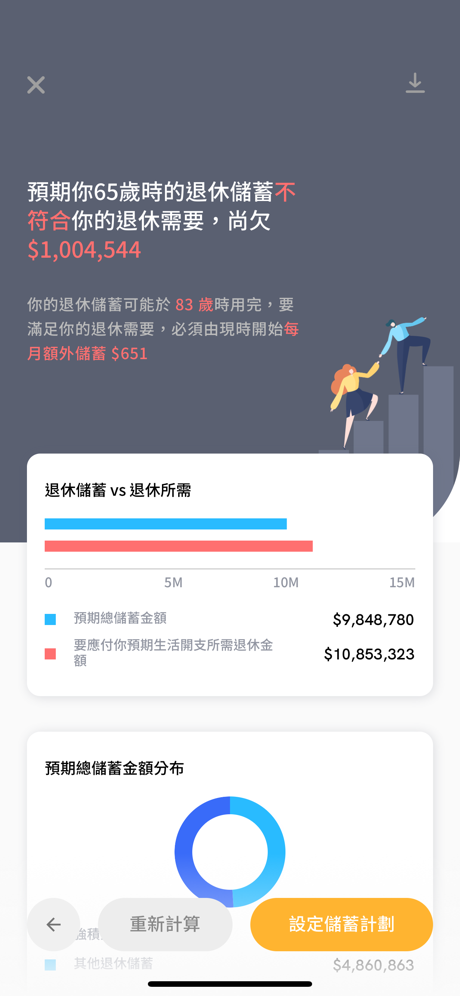 預期你65歲時的退休儲蓄不
符合你的退休需要，尚欠
$1,004,544
你的退休儲蓄可能於 83 歲時用完，要
滿足你的退休需要，必須由現時開始每
月額外儲蓄 $651
退休儲蓄 vs 退休所需
0 5M 10M 15M
預期總儲蓄金額 $9,848,780
要應付你預期生活開支所需退休金
額 $10,853,323
預期總儲蓄金額分布
重新計算 設定儲蓄計劃
強積
其他退休儲蓄 $4,860,863